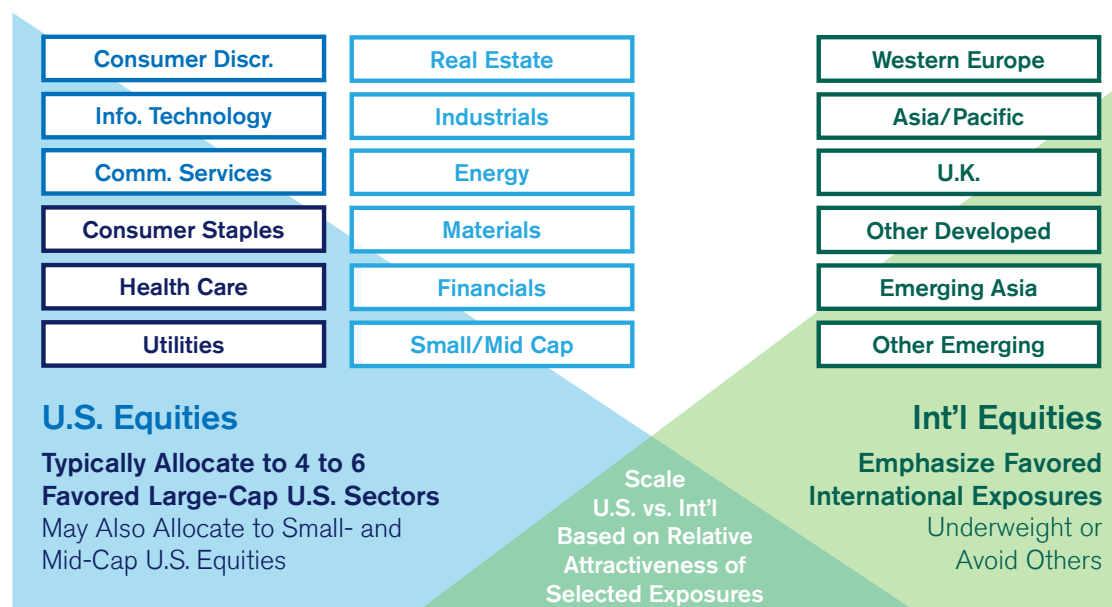 Consumer Discr.
Info. Technology
Comm. Services
Consumer Staples
Health Care
Utilities
Real Estate
Industrials
Energy
Materials
Financials
Small/Mid Cap
Western Europe
Asia/Pacific
U.K.
Other Developed
Emerging Asia
Other Emerging
U.S. Equities
Typically Allocate to 4 to 6
Favored Large-Cap U.S. Sectors
May Also Allocate to Small- and
Mid-Cap U.S. Equities
Scale
U.S. vs. Int'l
Based on Relative
Attractiveness of
Selected Exposures
Int'l Equities
Emphasize Favored
International Exposures
Underweight or
Avoid Others